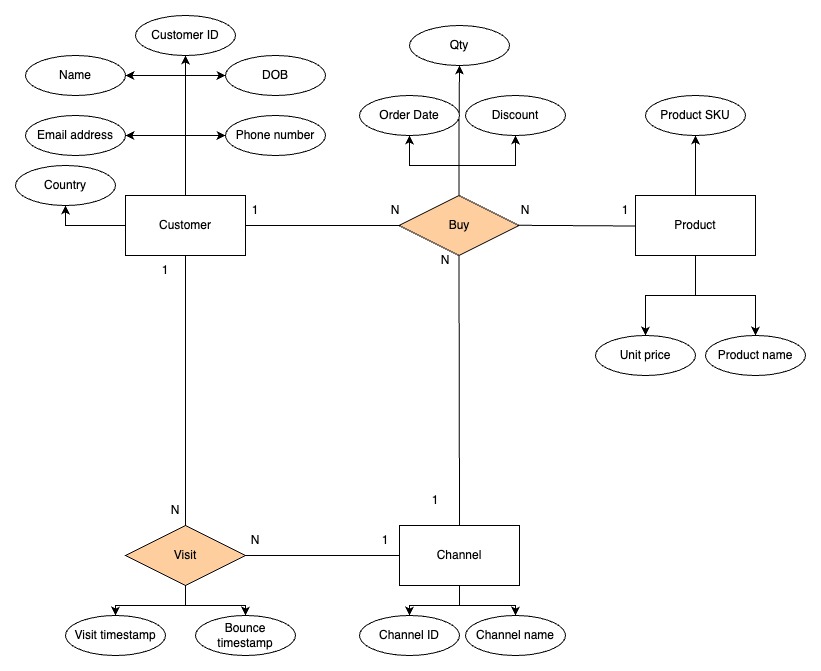 Customer ID
Qty
Name
DOB
Order Date
Discount
Product SKU
Email address
Phone number
Country
Customer
1
N
Buy
N
1
Product
N
1
Unit price
Product name
1
N
Visit
N
1
Channel
Visit timestamp
Bounce
timestamp
Channel ID
Channel name